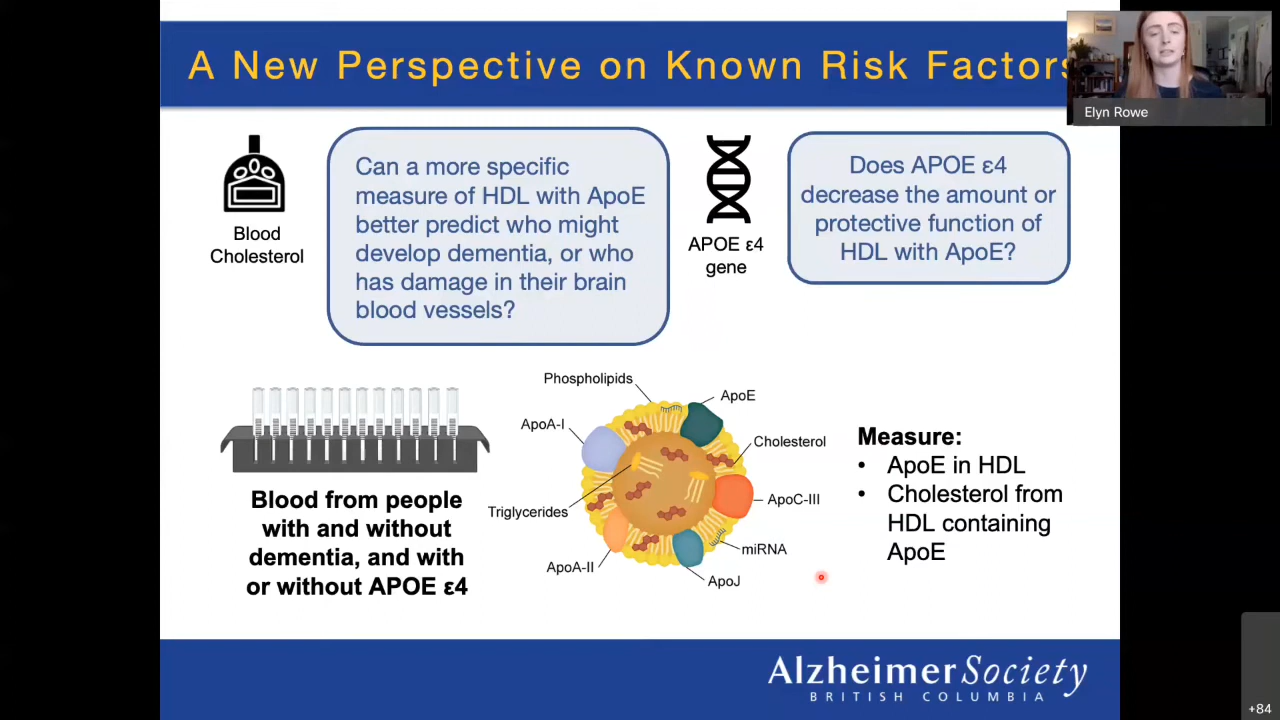 A New Perspective on Known Risk Factors
Elyn Rowe
Blood
Cholesterol
Can a more specific
measure of HDL with ApoE
better predict who might
develop dementia, or who
has damage in their brain
blood vessels?
APOE ε4
gene
Does APOE ε4
decrease the amount or
protective function of
HDL with ApoE?
Blood from people
with and without
dementia, and with
or without APOE ε4
Phospholipids
ApoE
ApoA-I
Cholesterol
Triglycerides
ApoC-III
miRNA
ApoA-II
ApoJ
Measure:
• ApoE in HDL
• Cholesterol from
HDL containing
ApoE
AlzheimerSociety
BRITISH COLUMBIA
+84